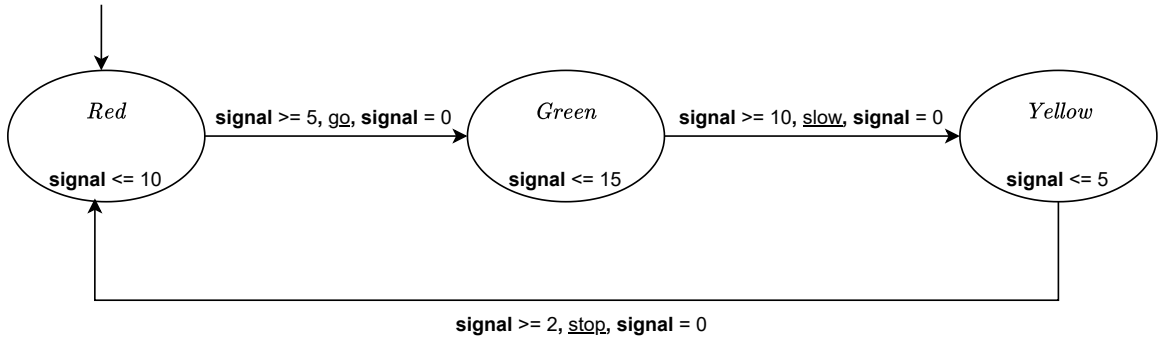 Red
signal <= 10
signal >= 5, go, signal = 0
Green
signal <= 15
signal >= 10, slow, signal = 0
Yellow
signal <= 5
signal >= 2, stop, signal = 0